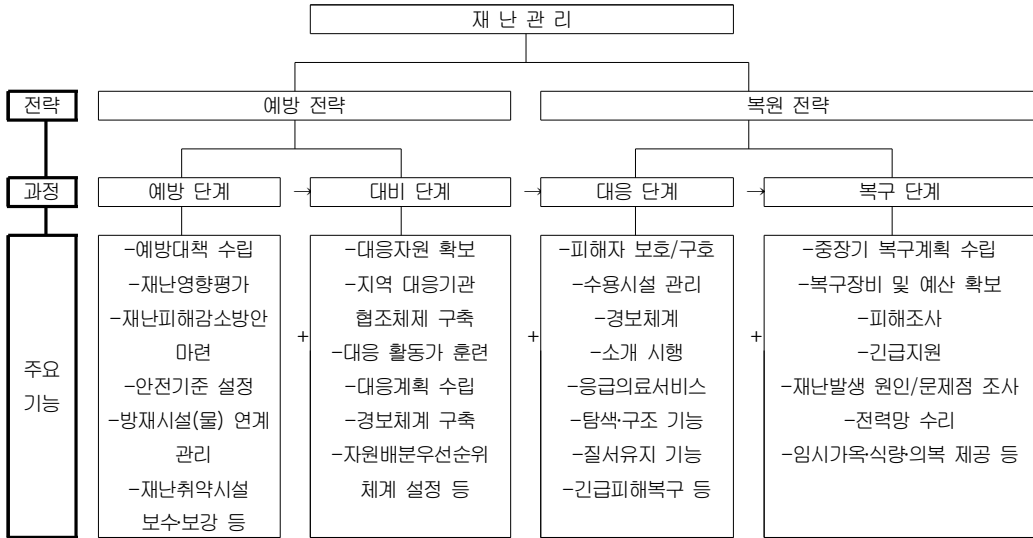 재 난 관 리
전략
예방 전략
복원 전략
과정
예방 단계
→
대비 단계
→
대응 단계
→
복구 단계
주요
기능
-예방대책 수립
-재난영향평가
-재난피해감소방안
마련
-안전기준 설정
-방재시설(물) 연계
관리
-재난취약시설
보수·보강 등
+
-대응자원 확보
-지역 대응기관
협조체제 구축
-대응 활동가 훈련
-대응계획 수립
-경보체계 구축
-자원배분우선순위
체계 설정 등
+
-피해자 보호/구호
-수용시설 관리
-경보체계
-소개 시행
-응급의료서비스
-탐색·구조 기능
-질서유지 기능
-긴급피해복구 등
+
-중장기 복구계획 수립
-복구장비 및 예산 확보
-피해조사
-긴급지원
-재난발생 원인/문제점 조사
-전력망 수리
-임시가옥·식량·의복 제공 등